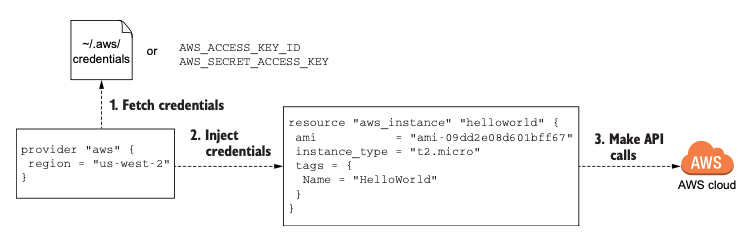 ~/.aws/
credentials
or
AWS_ACCESS_KEY_ID
AWS_SECRET_ACCESS_KEY
1. Fetch credentials
provider "aws" {
region = "us-west-2"
}
2. Inject
credentials
resource "aws_instance" "helloworld" {
ami = "ami-09dd2e08d601bff67"
instance_type = "t2.micro"
tags = {
Name = "HelloWorld"
}
}
3. Make API
calls
AWS
AWS cloud